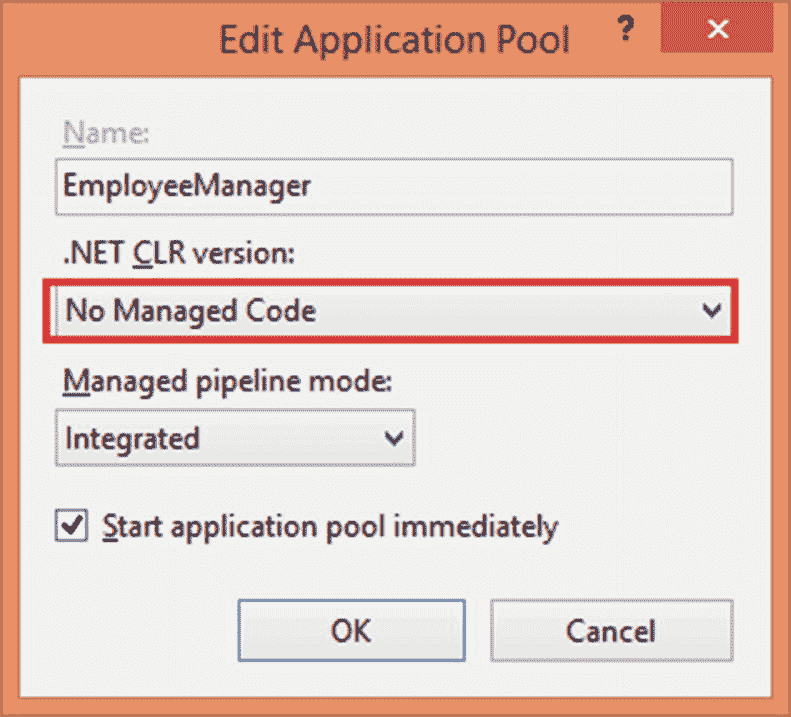 Edit Application Pool ?
Name:
EmployeeManager
.NET CLR version:
No Managed Code
Managed pipeline mode:
Integrated
Start application pool immediately
OK Cancel